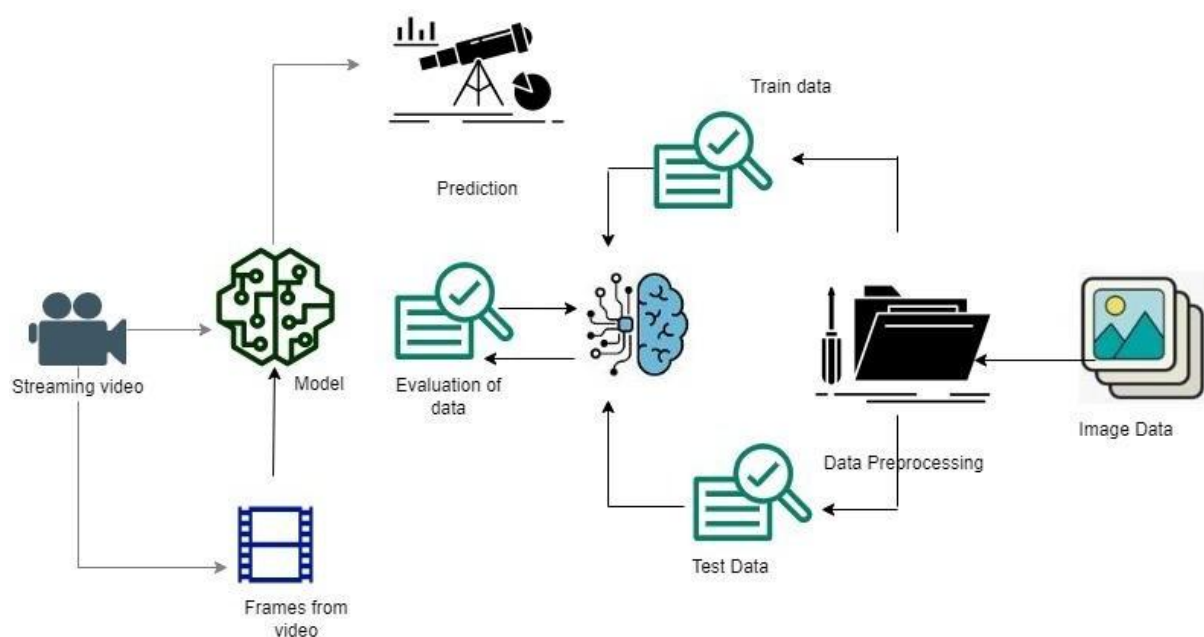 Train data
Prediction
Streaming video
Model
Evaluation of
data
Image Data
Data Preprocessing
Test Data
Frames from
video